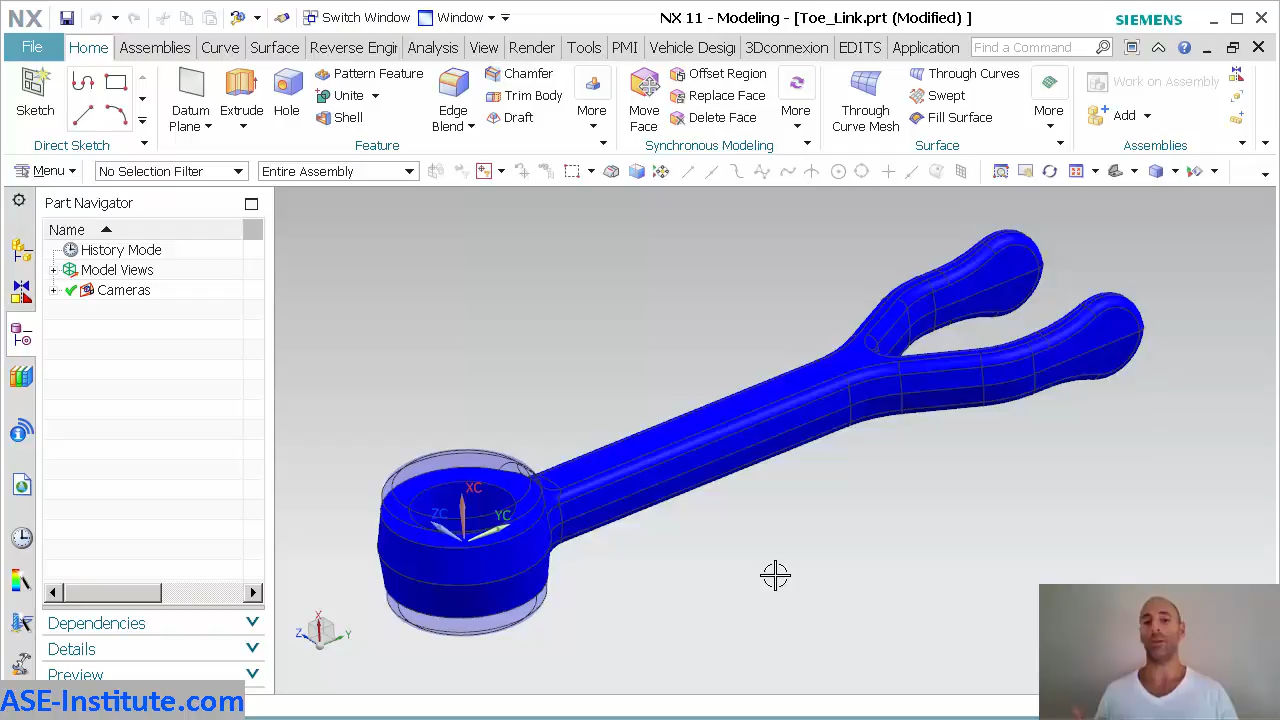 NX
Switch Window
Window
NX 11 - Modeling - [Toe_Link.prt (Modified) ]
SIEMENS
File
Home
Assemblies
Curve
Surface
Reverse Engi
Analysis
View
Render
Tools
PMI
Vehicle Desig
3Dconnexion
EDITS
Application
Find a Command
Sketch
Direct Sketch
Datum
Plane
Extrude
Hole
Pattern Feature
Unite
Shell
Edge
Blend
Chamfer
Trim Body
Draft
More
Feature
Move
Face
Offset Region
Replace Face
Delete Face
More
Synchronous Modeling
Through
Curve Mesh
Through Curves
Swept
Fill Surface
More
Surface
Work on Assembly
Add
Assemblies
Menu
No Selection Filter
Entire Assembly
Part Navigator
Name
History Mode
Model Views
Cameras
Dependencies
Details
Preview
XC
ZC
YC
X
Z
Y
ASE-Institute.com